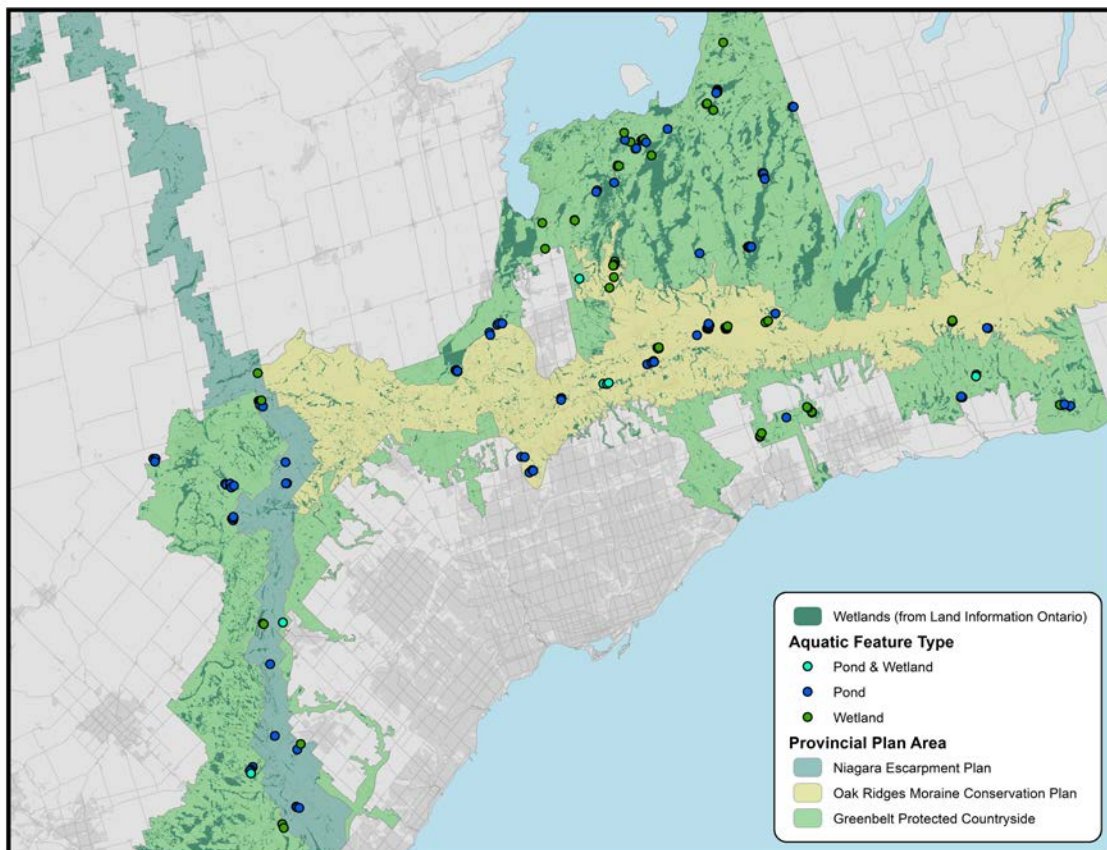 Wetlands (from Land Information Ontario)
Aquatic Feature Type
Pond & Wetland
Pond
Wetland
Provincial Plan Area
Niagara Escarpment Plan
Oak Ridges Moraine Conservation Plan
Greenbelt Protected Countryside